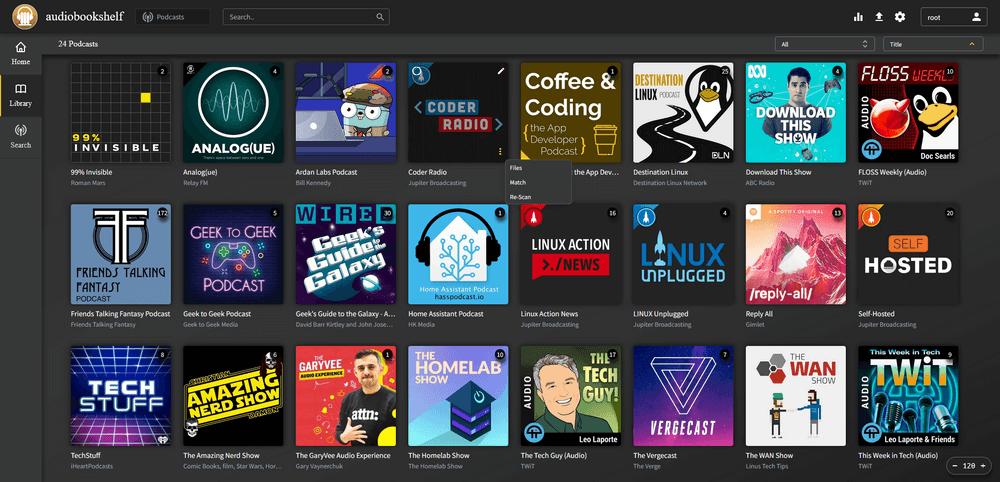 audiobookshelf
Podcasts
Search..
root
Home
Library
Search
24 Podcasts
All
Title
2
99%
INVISIBLE
4
ANALOG(UE)
There's space between zero and one.
2
CODER
RADIO
1
Coffee &
Coding
{ the App
Developer
Podcast }
25
DESTINATION
LINUX PODCAST
DLN
4
ABC
DOWNLOAD
THIS
SHOW
10
FLOSS WEEKLY
AUDIO
Doc Searls
99% Invisible
Roman Mars
Analog(ue)
Relay FM
Ardan Labs Podcast
Bill Kennedy
Coder Radio
Jupiter Broadcasting
the App Dev...
Destination Linux
Destination Linux Network
Download This Show
ABC Radio
FLOSS Weekly (Audio)
TWiT
Files
Match
Re-Scan
172
FRIENDS TALKING
FANTASY
PODCAST
5
GEEK TO GEEK
PODCAST
30
WIRED
Geek's
Guide to the
Galaxy
1
Home Assistant Podcast
hasspodcast.io
16
LINUX ACTION
>_./NEWS
4
LINUX
UNPLUGGED
13
A SPOTIFY ORIGINAL
/reply-all/
20
SELF-
HOSTED
Friends Talking Fantasy Podcast
Friends Talking Fantasy
Geek to Geek Podcast
Geek to Geek Media
Geek's Guide to the Galaxy - A...
David Barr Kirtley and John Jose...
Home Assistant Podcast
HK Media
Linux Action News
Jupiter Broadcasting
LINUX Unplugged
Jupiter Broadcasting
Reply All
Gimlet
Self-Hosted
Jupiter Broadcasting
8
TECH
STUFF
iHeart
6
CHRISTIAN
AMAZING
NERD SHOW
DAMON
1
THE
GARYVEE
AUDIO EXPERIENCE
attn:
10
THE
HOMELAB
SHOW
17
THE
TECH
GUY!
AUDIO
Leo Laporte
7
VERGECAST
4
THE
WAN
SHOW
9
This Week in Tech
TWiT
AUDIO
Leo Laporte & Friends
TechStuff
iHeartPodcasts
The Amazing Nerd Show
Comic Books, film, Star Wars, Hor...
The GaryVee Audio Experience
Gary Vaynerchuk
The Homelab Show
The Homelab Show
The Tech Guy (Audio)
TWiT
The Vergecast
The Verge
The WAN Show
Linus Tech Tips
This Week in Tech (Audio)
TWiT
− 120 +